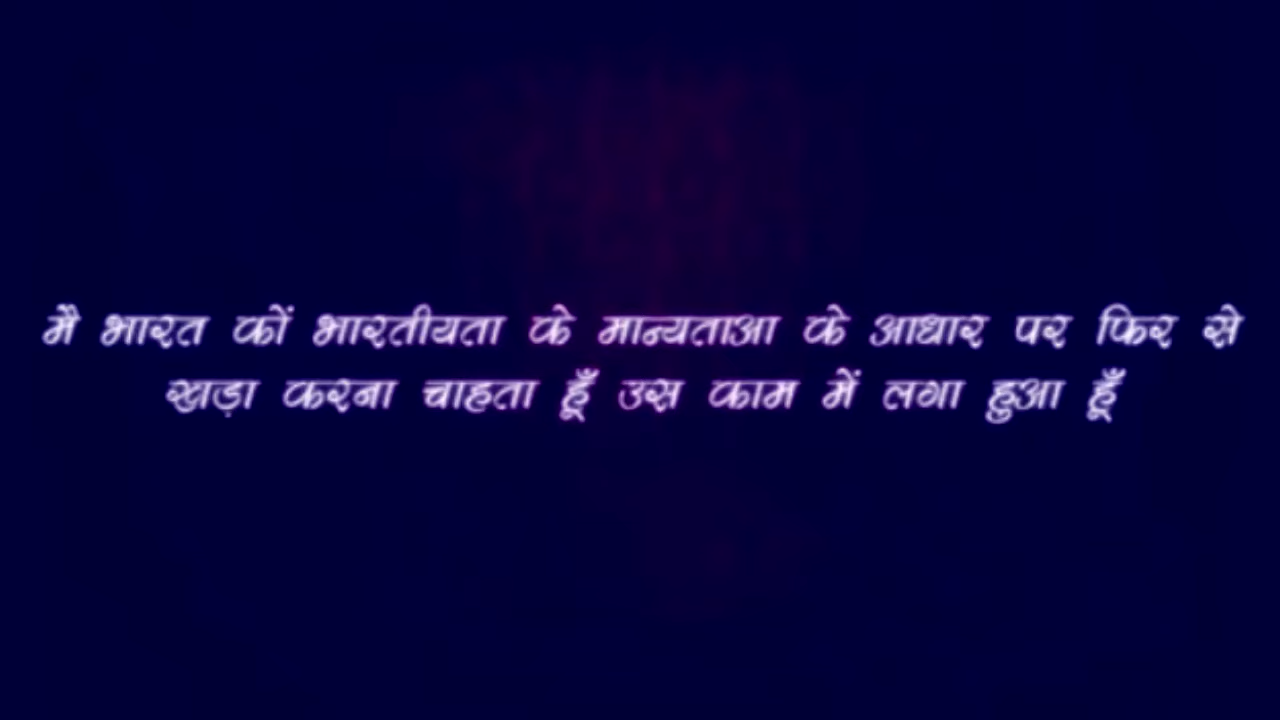 मै भारत कों भारतीयता के मान्यताआ के आधार पर फिर से
खड़ा करना चाहता हूँ उस काम में लगा हुआ हूँ